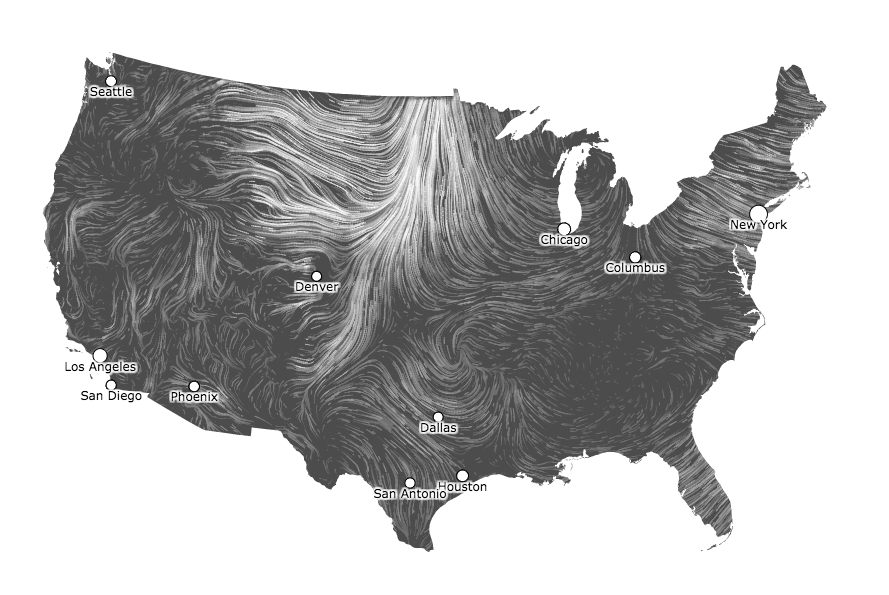 Seattle
New York
Chicago
Columbus
Denver
Los Angeles
San Diego
Phoenix
Dallas
San Antonio
Houston